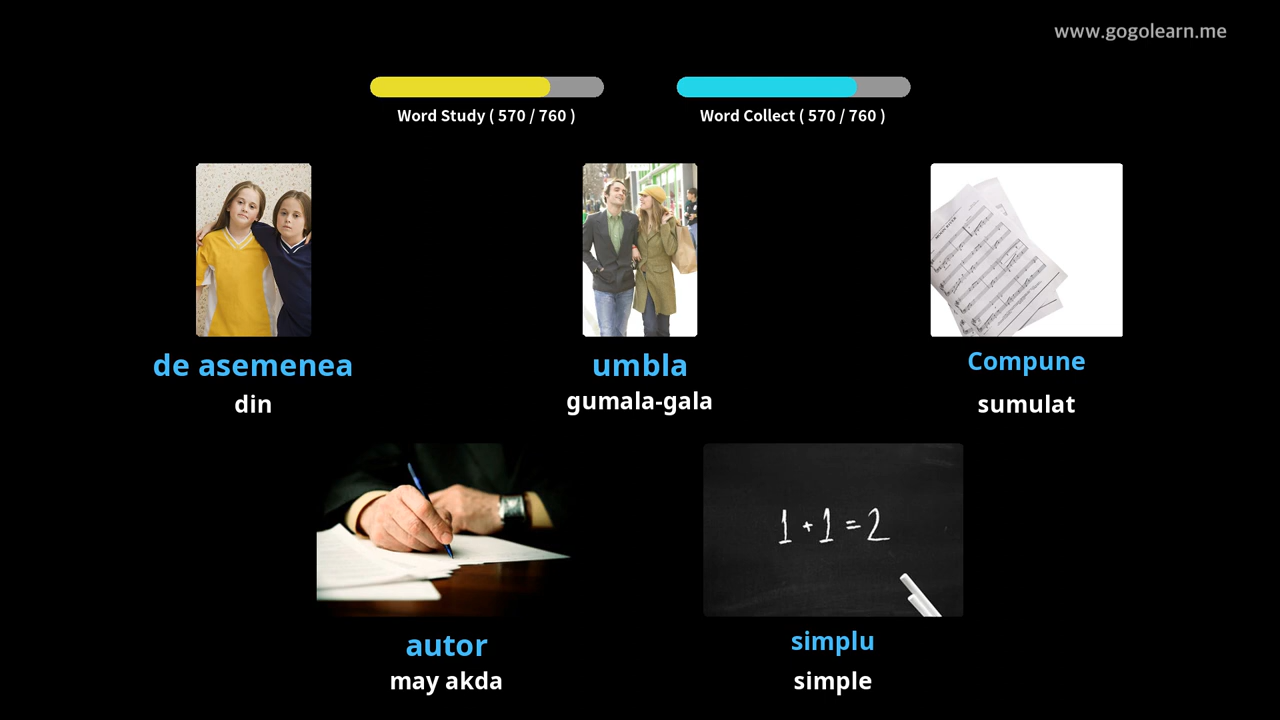 www.gogolearn.me
Word Study ( 570 / 760 )
Word Collect ( 570 / 760 )
de asemenea
din
umbla
gumala-gala
Compune
sumulat
autor
may akda
1 + 1 = 2
simplu
simple